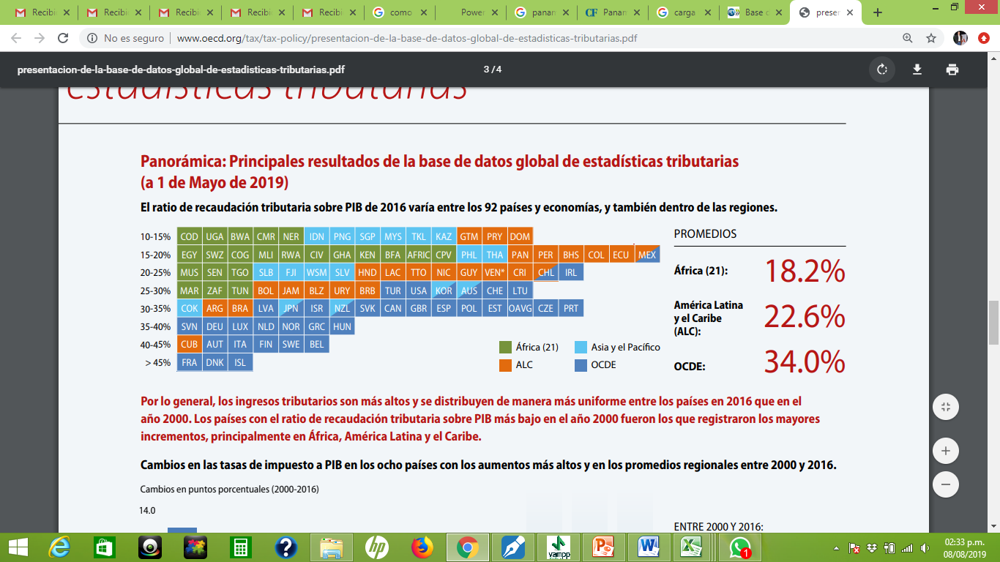 Recibi
Recibi
Recibi
Recibi
Recibi
como
Power
panan
CF Panam
carga
Base d
presen
No es seguro | www.oecd.org/tax/tax-policy/presentacion-de-la-base-de-datos-global-de-estadisticas-tributarias.pdf
presentacion-de-la-base-de-datos-global-de-estadisticas-tributarias.pdf 3 / 4
estadísticas tributarias
Panorámica: Principales resultados de la base de datos global de estadísticas tributarias
(a 1 de Mayo de 2019)
El ratio de recaudación tributaria sobre PIB de 2016 varía entre los 92 países y economías, y también dentro de las regiones.
10-15% COD UGA BWA CMR NER IDN PNG SGP MYS TKL KAZ GTM PRY DOM
15-20% EGY SWZ COG MLI RWA CIV GHA KEN BFA AFRIC CPV PHL THA PAN PER BHS COL ECU MEX
20-25% MUS SEN TGO SLB FJI WSM SLV HND LAC TTO NIC GUY VEN* CRI CHL IRL
25-30% MAR ZAF TUN BOL JAM BLZ URY BRB TUR USA KOR AUS CHE LTU
30-35% COK ARG BRA LVA JPN ISR NZL SVK CAN GBR ESP POL EST OAVG CZE PRT
35-40% SVN DEU LUX NLD NOR GRC HUN
40-45% CUB AUT ITA FIN SWE BEL
> 45% FRA DNK ISL
África (21)
Asia y el Pacífico
ALC
OCDE
PROMEDIOS
África (21): 18.2%
América Latina
y el Caribe
(ALC): 22.6%
OCDE: 34.0%
Por lo general, los ingresos tributarios son más altos y se distribuyen de manera más uniforme entre los países en 2016 que en el
año 2000. Los países con el ratio de recaudación tributaria sobre PIB más bajo en el año 2000 fueron los que registraron los mayores
incrementos, principalmente en África, América Latina y el Caribe.
Cambios en las tasas de impuesto a PIB en los ocho países con los aumentos más altos y en los promedios regionales entre 2000 y 2016.
Cambios en puntos porcentuales (2000-2016)
14.0
ENTRE 2000 Y 2016:
hp
vampp
1
02:33 p.m.
08/08/2019